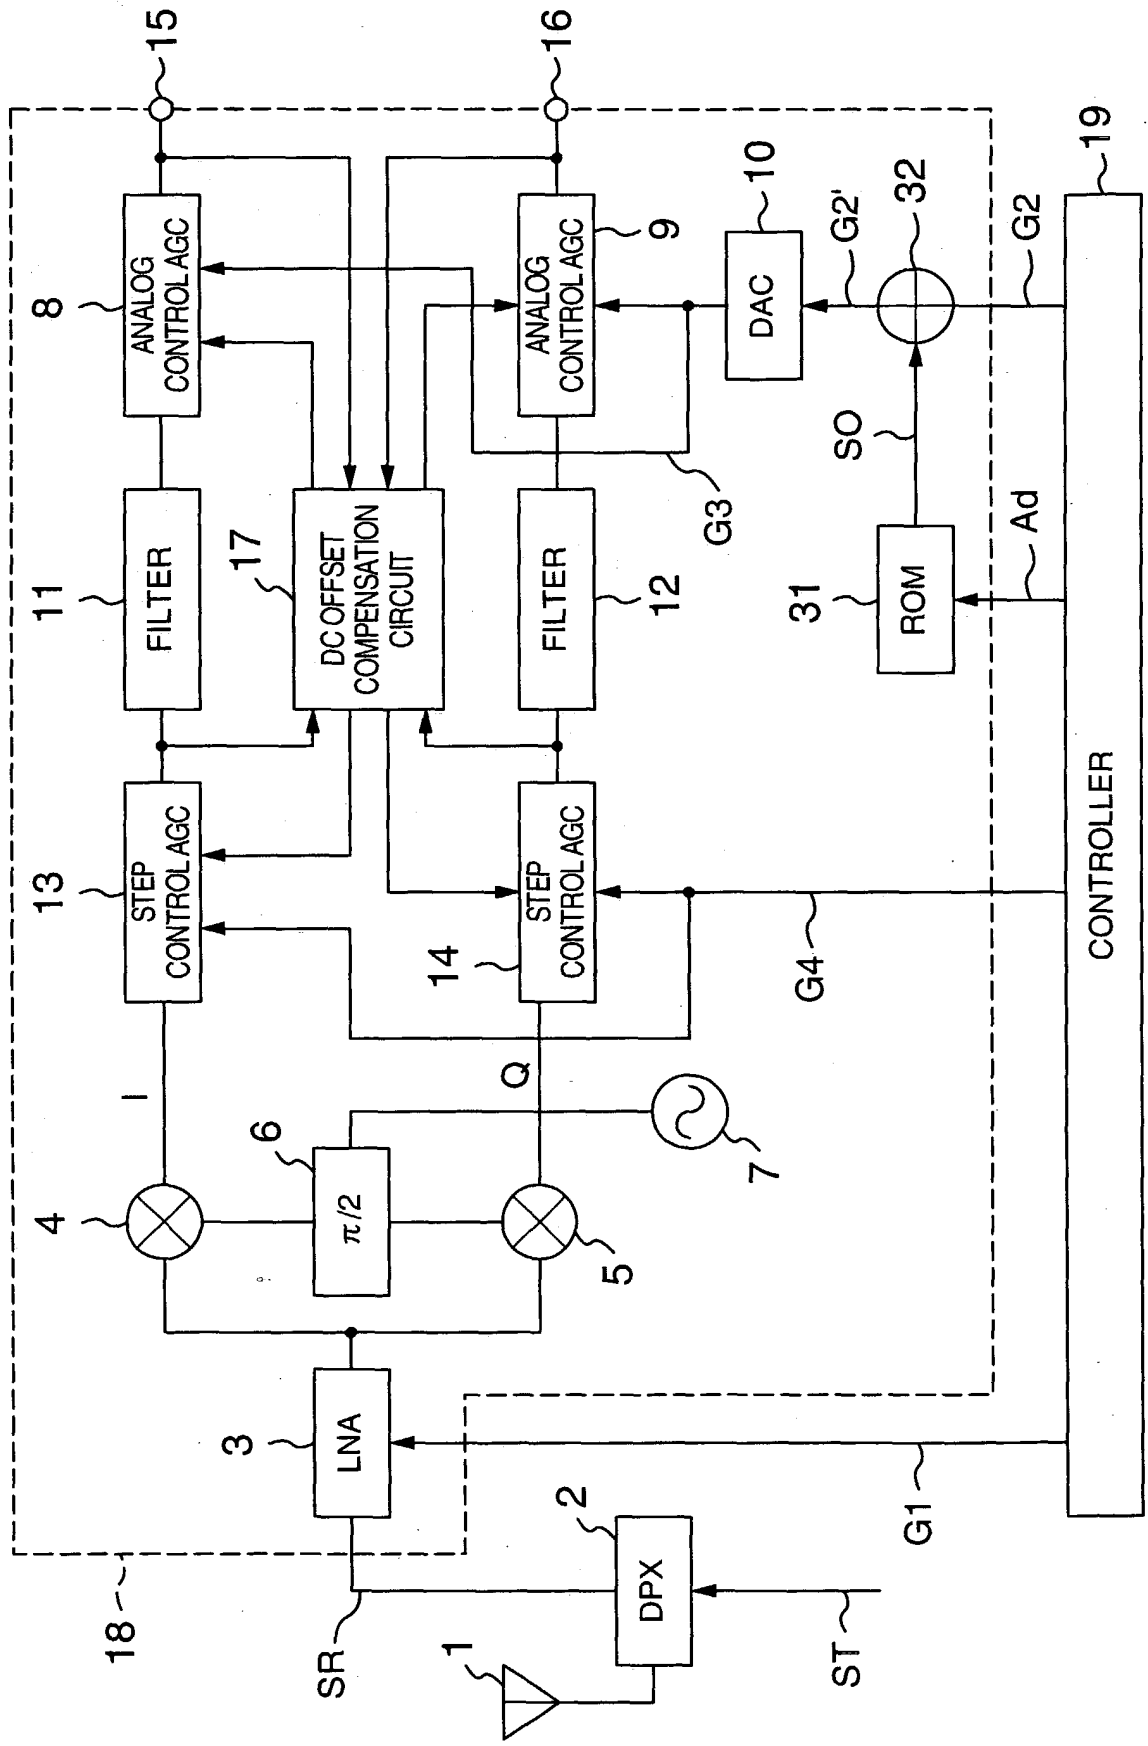 4
13
11
8
18
15
I
STEP
CONTROL AGC
FILTER
ANALOG
CONTROL AGC
3
6
17
SR
LNA
π/2
DC OFFSET
COMPENSATION
CIRCUIT
1
14
Q
16
STEP
CONTROL AGC
FILTER
ANALOG
CONTROL AGC
2
5
12
9
DPX
7
G3
DAC
10
ST
G4
31
SO
G2'
ROM
32
G1
Ad
G2
CONTROLLER
19